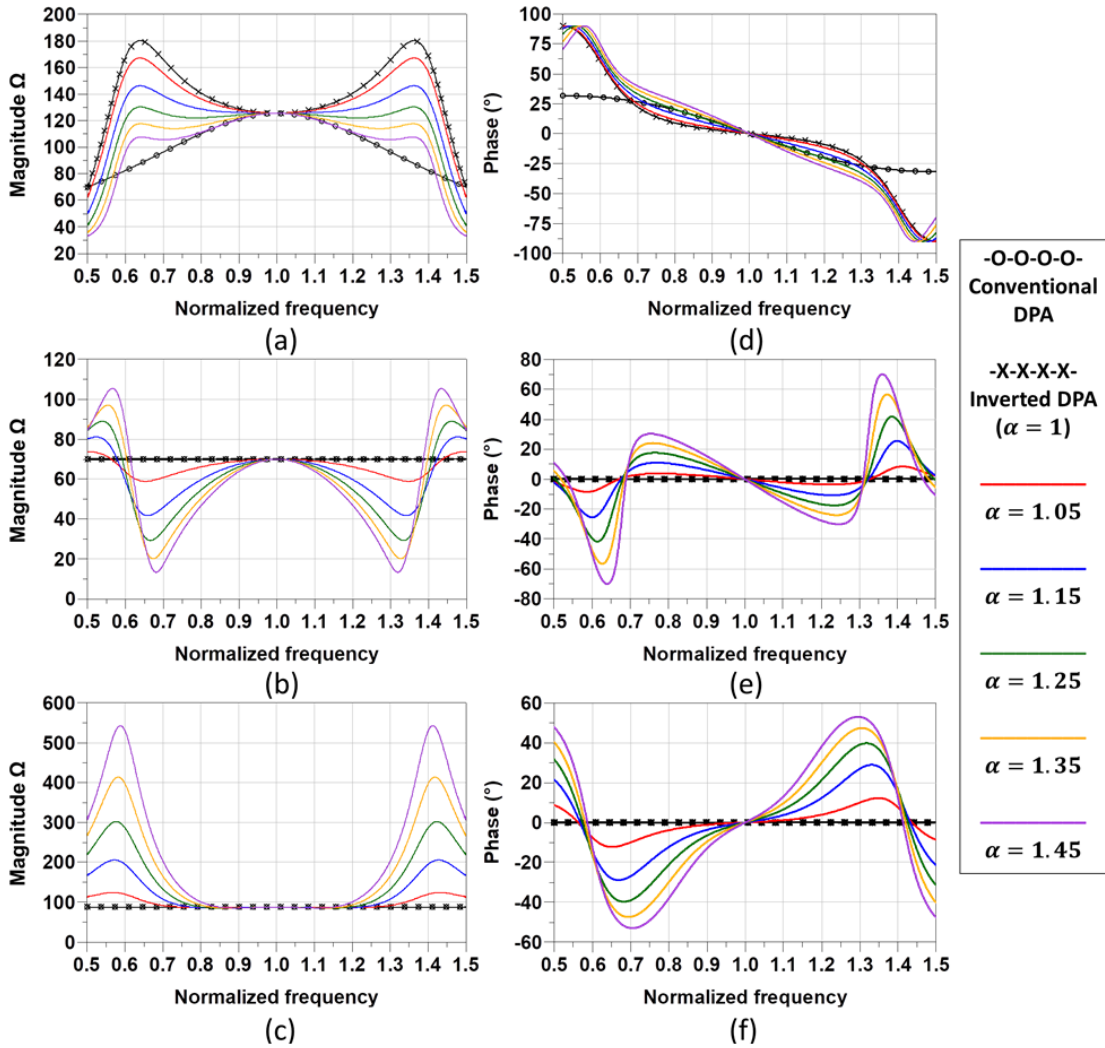 Magnitude Ω
200
180
160
140
120
100
80
60
40
20
0.5 0.6 0.7 0.8 0.9 1.0 1.1 1.2 1.3 1.4 1.5
Normalized frequency
(a)
Phase (°)
100
75
50
25
0
-25
-50
-75
-100
0.5 0.6 0.7 0.8 0.9 1.0 1.1 1.2 1.3 1.4 1.5
Normalized frequency
(d)
Magnitude Ω
120
100
80
60
40
20
0
0.5 0.6 0.7 0.8 0.9 1.0 1.1 1.2 1.3 1.4 1.5
Normalized frequency
(b)
Phase (°)
80
60
40
20
0
-20
-40
-60
-80
0.5 0.6 0.7 0.8 0.9 1.0 1.1 1.2 1.3 1.4 1.5
Normalized frequency
(e)
Magnitude Ω
600
500
400
300
200
100
0
0.5 0.6 0.7 0.8 0.9 1.0 1.1 1.2 1.3 1.4 1.5
Normalized frequency
(c)
Phase (°)
60
40
20
0
-20
-40
-60
0.5 0.6 0.7 0.8 0.9 1.0 1.1 1.2 1.3 1.4 1.5
Normalized frequency
(f)
-O-O-O-O-
Conventional
DPA
-X-X-X-X-
Inverted DPA
(α = 1)
α = 1.05
α = 1.15
α = 1.25
α = 1.35
α = 1.45